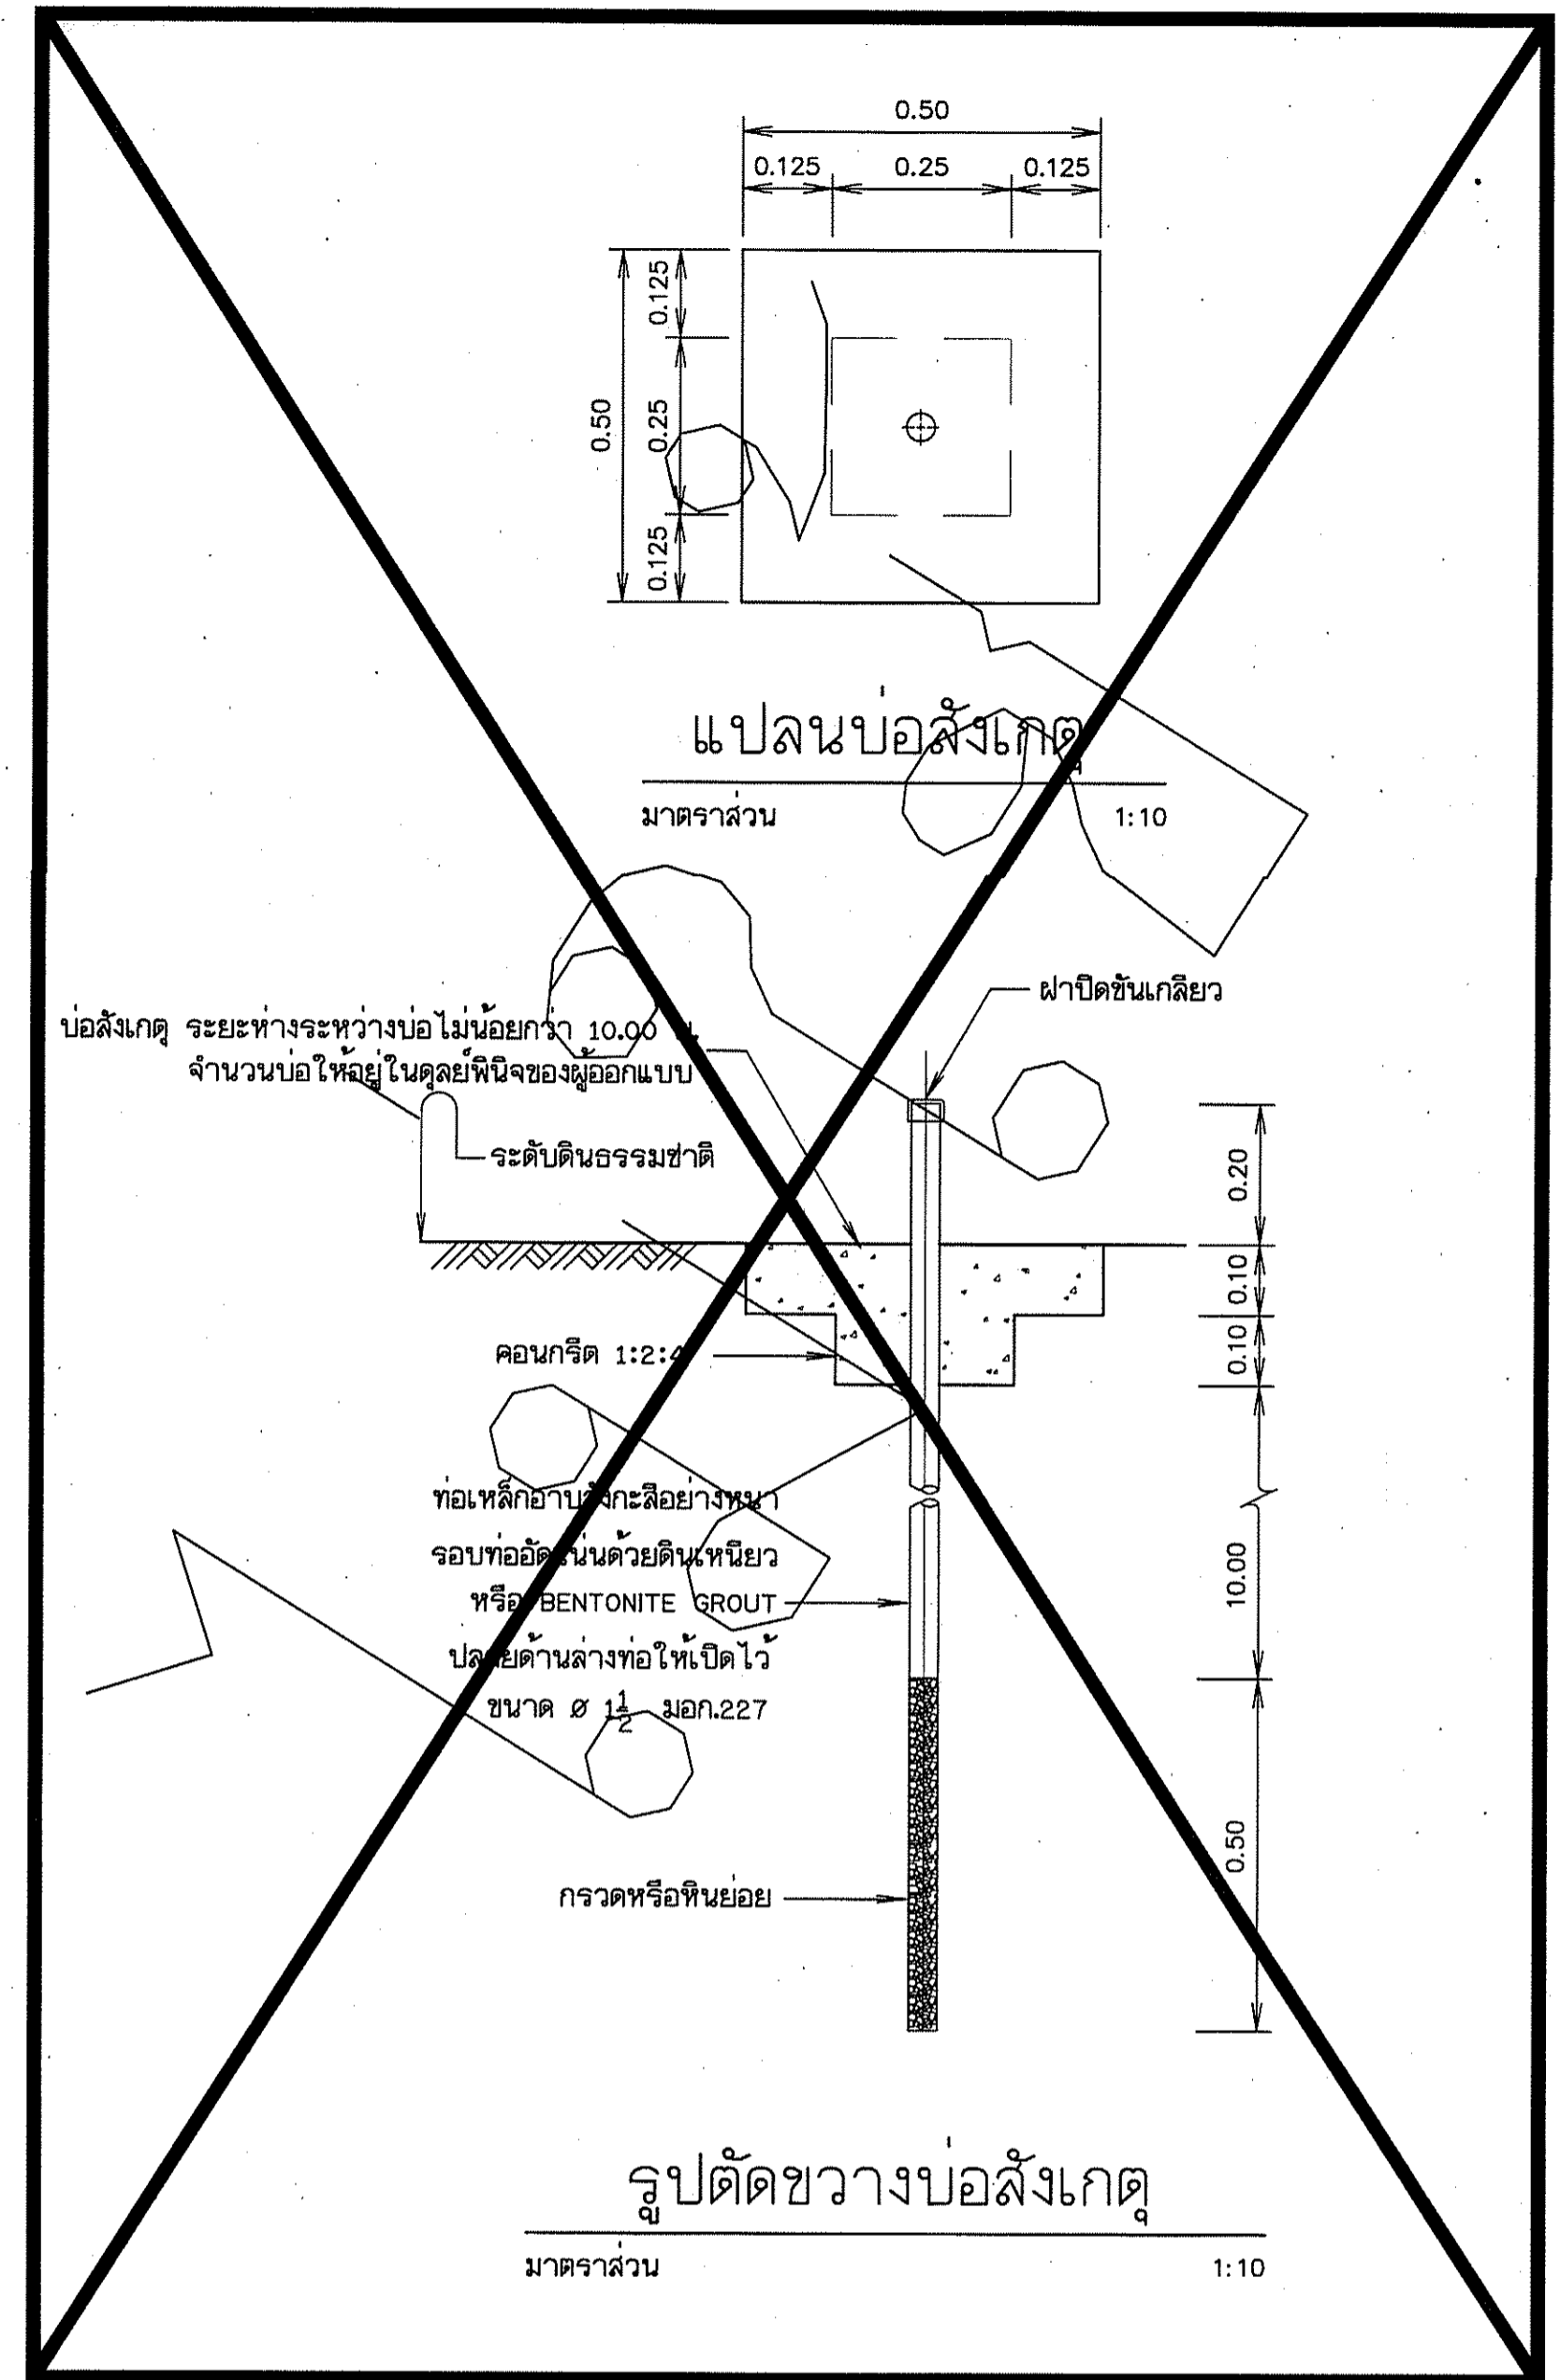 0.50
0.125 0.25 0.125
0.125
0.25
0.50
0.125
แปลนบ่อสังเกตุ
มาตราส่วน 1:10
ฝาปิดขันเกลียว
บ่อสังเกตุ ระยะห่างระหว่างบ่อไม่น้อยกว่า 10.00
จำนวนบ่อให้อยู่ในดุลย์พินิจของผู้ออกแบบ
ระดับดินธรรมชาติ
0.20
0.10
0.10
คอนกรีต 1:2:4
ท่อเหล็กอาบสังกะสีอย่างหนา
รอบท่ออัดแน่นด้วยดินเหนียว
หรือ BENTONITE GROUT
ปลายด้านล่างท่อให้เปิดไว้
ขนาด ø 1 1/2 มอก.227
10.00
0.50
กรวดหรือหินย่อย
รูปตัดขวางบ่อสังเกตุ
มาตราส่วน 1:10